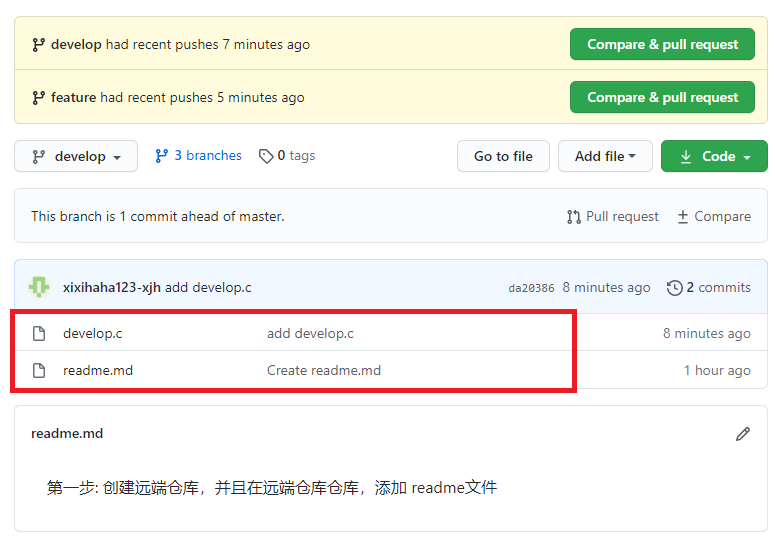 develop had recent pushes 7 minutes ago Compare & pull request
feature had recent pushes 5 minutes ago Compare & pull request
develop 3 branches 0 tags Go to file Add file Code
This branch is 1 commit ahead of master. Pull request Compare
xixihaha123-xjh add develop.c da20386 8 minutes ago 2 commits
develop.c add develop.c 8 minutes ago
readme.md Create readme.md 1 hour ago
readme.md
第一步: 创建远端仓库，并且在远端仓库仓库，添加 readme文件